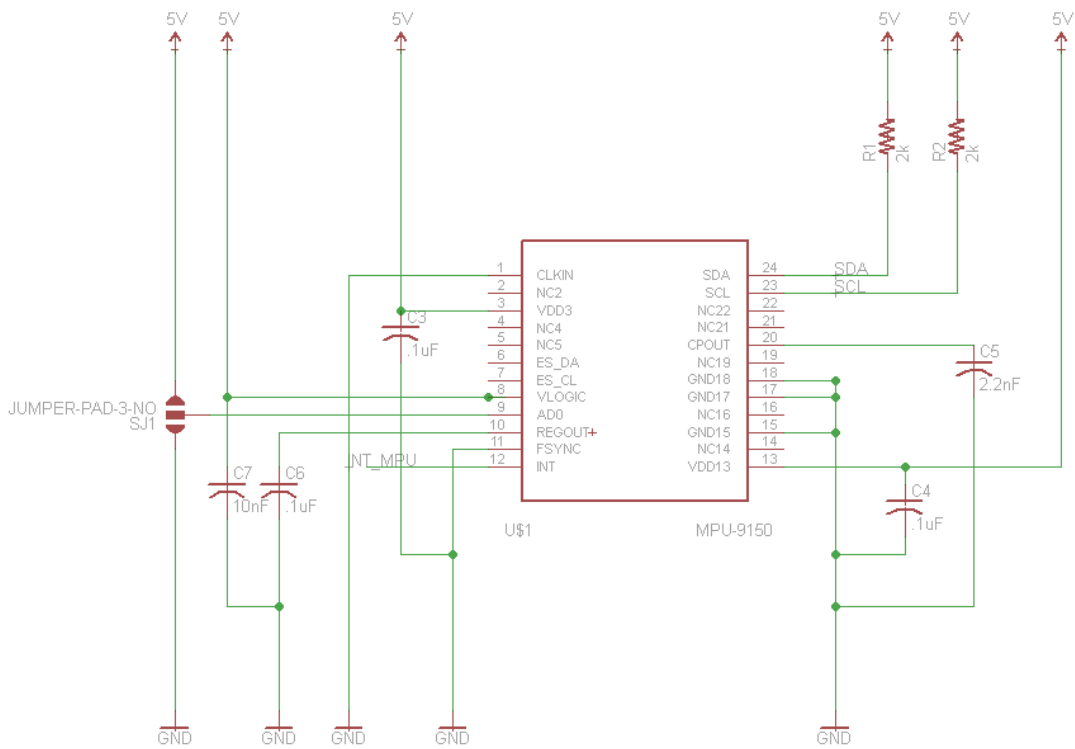 5V
5V
5V
5V
5V
5V
R1
2k
R2
2k
1
CLKIN
SDA
24
SDA
2
NC2
SCL
23
SCL
3
VDD3
NC22
22
C3
.1uF
4
NC4
NC21
21
5
NC5
CPOUT
20
C5
2.2nF
6
ES_DA
NC19
19
7
ES_CL
GND18
18
8
VLOGIC
GND17
17
JUMPER-PAD-3-NO
SJ1
9
AD0
NC16
16
10
REGOUT+
GND15
15
11
FSYNC
NC14
14
INT_MPU
12
INT
VDD13
13
C7
10nF
C6
.1uF
C4
.1uF
U$1
MPU-9150
GND
GND
GND
GND
GND